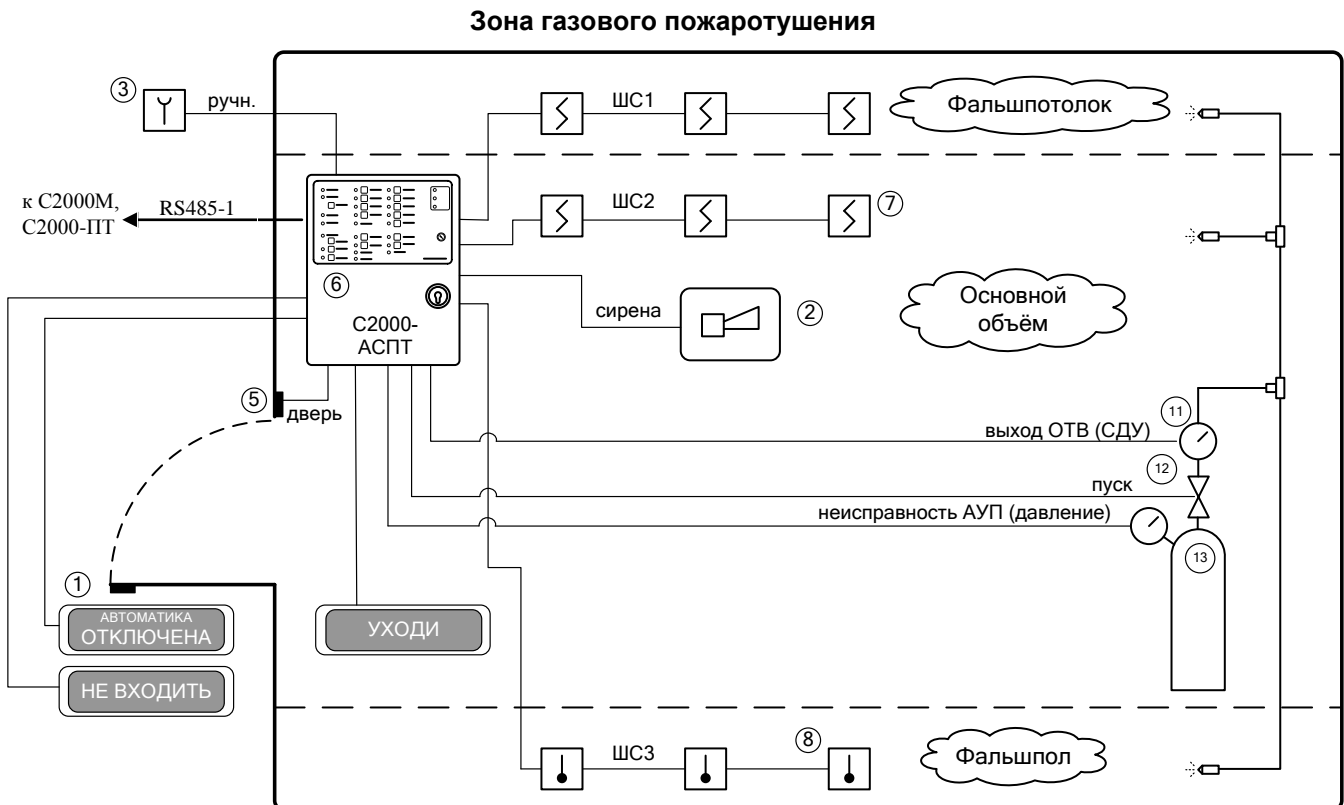 Зона газового пожаротушения
3
ручн.
ШС1
Фальшпотолок
к С2000М,
С2000-ПТ
RS485-1
ШС2
7
6
С2000-
АСПТ
сирена
2
Основной
объём
5
дверь
11
выход ОТВ (СДУ)
12
пуск
неисправность АУП (давление)
13
1
АВТОМАТИКА
ОТКЛЮЧЕНА
УХОДИ
НЕ ВХОДИТЬ
ШС3
8
Фальшпол